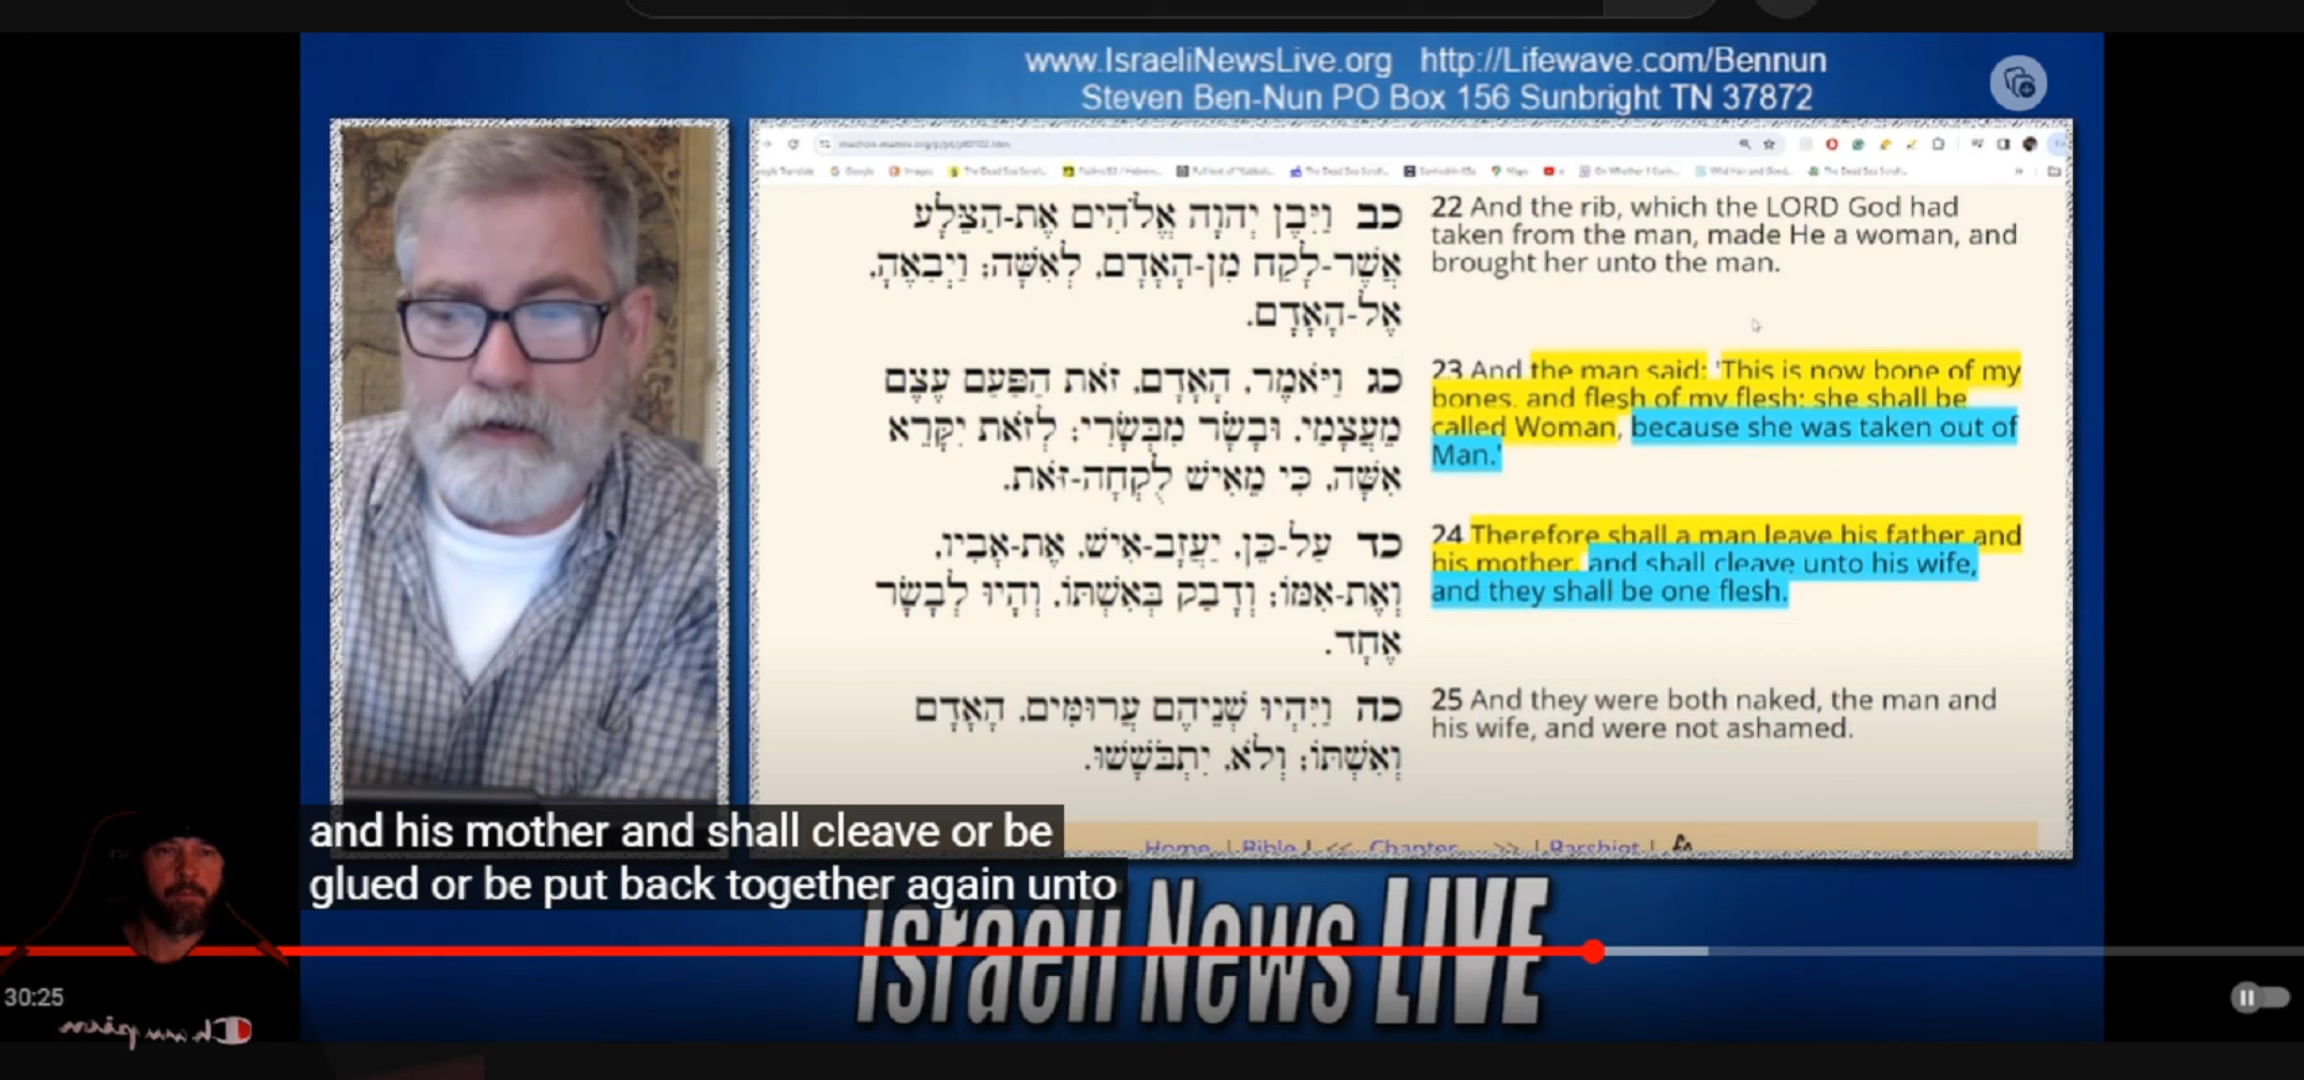 www.IsraeliNewsLive.org http://Lifewave.com/Bennun
Steven Ben-Nun PO Box 156 Sunbright TN 37872
כב וַיִּבֶן יְהוָה אֱלֹהִים אֶת-הַצֵּלָע
אֲשֶׁר-לָקַח מִן-הָאָדָם, לְאִשָּׁה; וַיְבִאֶהָ,
אֶל-הָאָדָם.
22 And the rib, which the LORD God had
taken from the man, made He a woman, and
brought her unto the man.
כג וַיֹּאמֶר, הָאָדָם, זֹאת הַפַּעַם עֶצֶם
מֵעֲצָמַי, וּבָשָׂר מִבְּשָׂרִי; לְזֹאת יִקָּרֵא
אִשָּׁה, כִּי מֵאִישׁ לֻקְחָה-זֹּאת.
23 And the man said: 'This is now bone of my
bones, and flesh of my flesh; she shall be
called Woman, because she was taken out of
Man.'
כד עַל-כֵּן, יַעֲזָב-אִישׁ, אֶת-אָבִיו,
וְאֶת-אִמּוֹ; וְדָבַק בְּאִשְׁתּוֹ, וְהָיוּ לְבָשָׂר
אֶחָד.
24 Therefore shall a man leave his father and
his mother, and shall cleave unto his wife,
and they shall be one flesh.
כה וַיִּהְיוּ שְׁנֵיהֶם עֲרוּמִּים, הָאָדָם
וְאִשְׁתּוֹ; וְלֹא, יִתְבֹּשָׁשׁוּ.
25 And they were both naked, the man and
his wife, and were not ashamed.
Home | Bible | << Chapter >> | Parshiot |
and his mother and shall cleave or be
glued or be put back together again unto
Israeli News LIVE
30:25
Champion